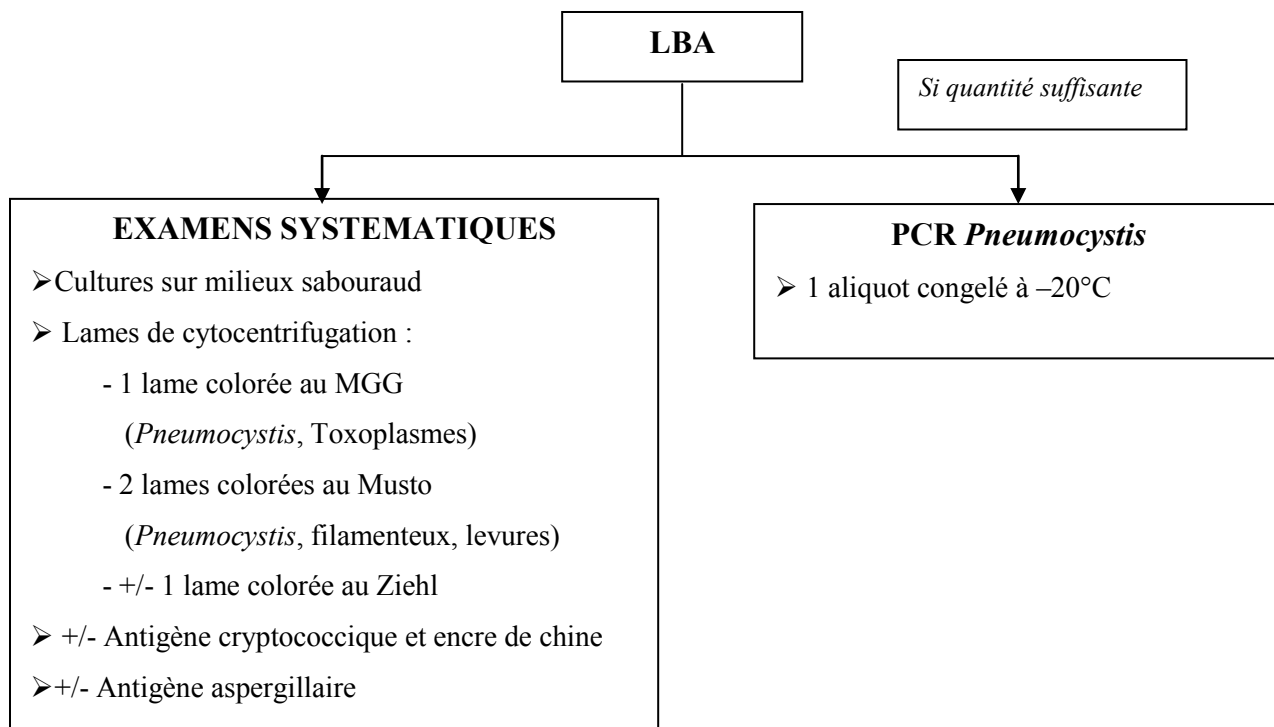 LBA
Si quantité suffisante
EXAMENS SYSTEMATIQUES
➢Cultures sur milieux sabouraud
➢ Lames de cytocentrifugation :
- 1 lame colorée au MGG
(Pneumocystis, Toxoplasmes)
- 2 lames colorées au Musto
(Pneumocystis, filamenteux, levures)
- +/- 1 lame colorée au Ziehl
➢ +/- Antigène cryptococcique et encre de chine
➢+/- Antigène aspergillaire
PCR Pneumocystis
➢ 1 aliquot congelé à –20°C